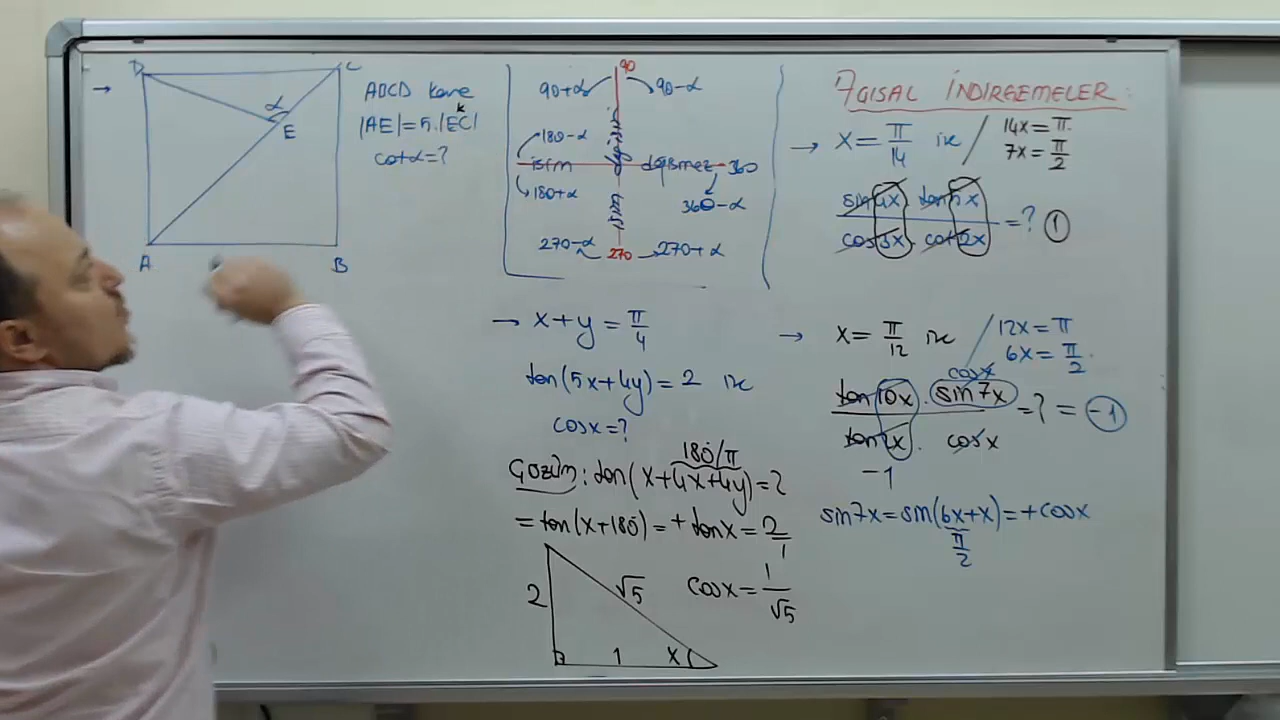 D
C
α
E
A
B
→ ABCD kare
k
|AE|=5.|EC|
cotα=?
90
90+α
90-α
180-α
isim
değişmez
360
180+α
360-α
270-α
270
270+α
AÇISAL İNDİRGEMELER
→ x = π/14 ise / 14x = π
7x = π/2
sin4x . tan5x / cos3x . cot2x = ? 1
→ x+y = π/4
tan(5x+4y) = 2 ise
cosx=?
Çözüm: tan(x+4x+4y)=?
180/π
= tan(x+180) = + tanx = 2/1
2
√5
1
x
cosx = 1/√5
→ x = π/12 ise / 12x = π
6x = π/2
cosx
tan10x . sin7x / tan2x . cosx = ? = -1
-1
sin7x = sin(6x+x) = +cosx
π/2